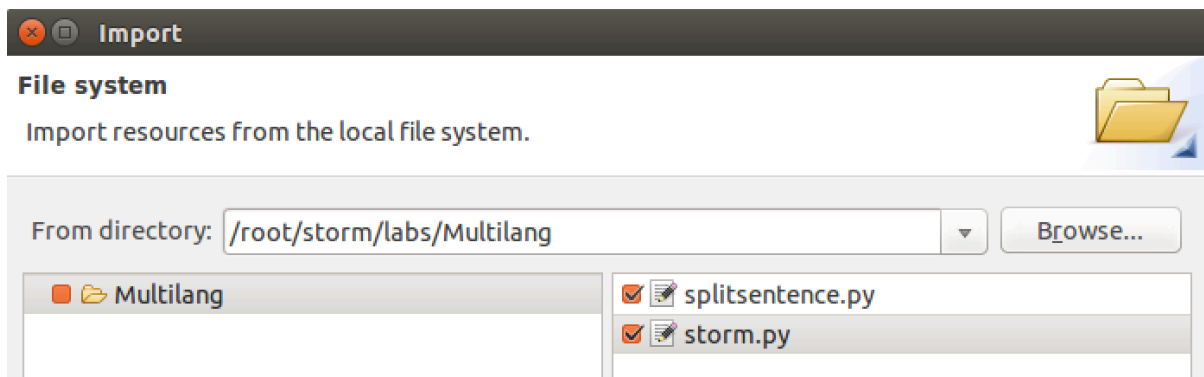 Import
File system
Import resources from the local file system.
From directory: /root/storm/labs/Multilang Browse...
Multilang splitsentence.py
storm.py